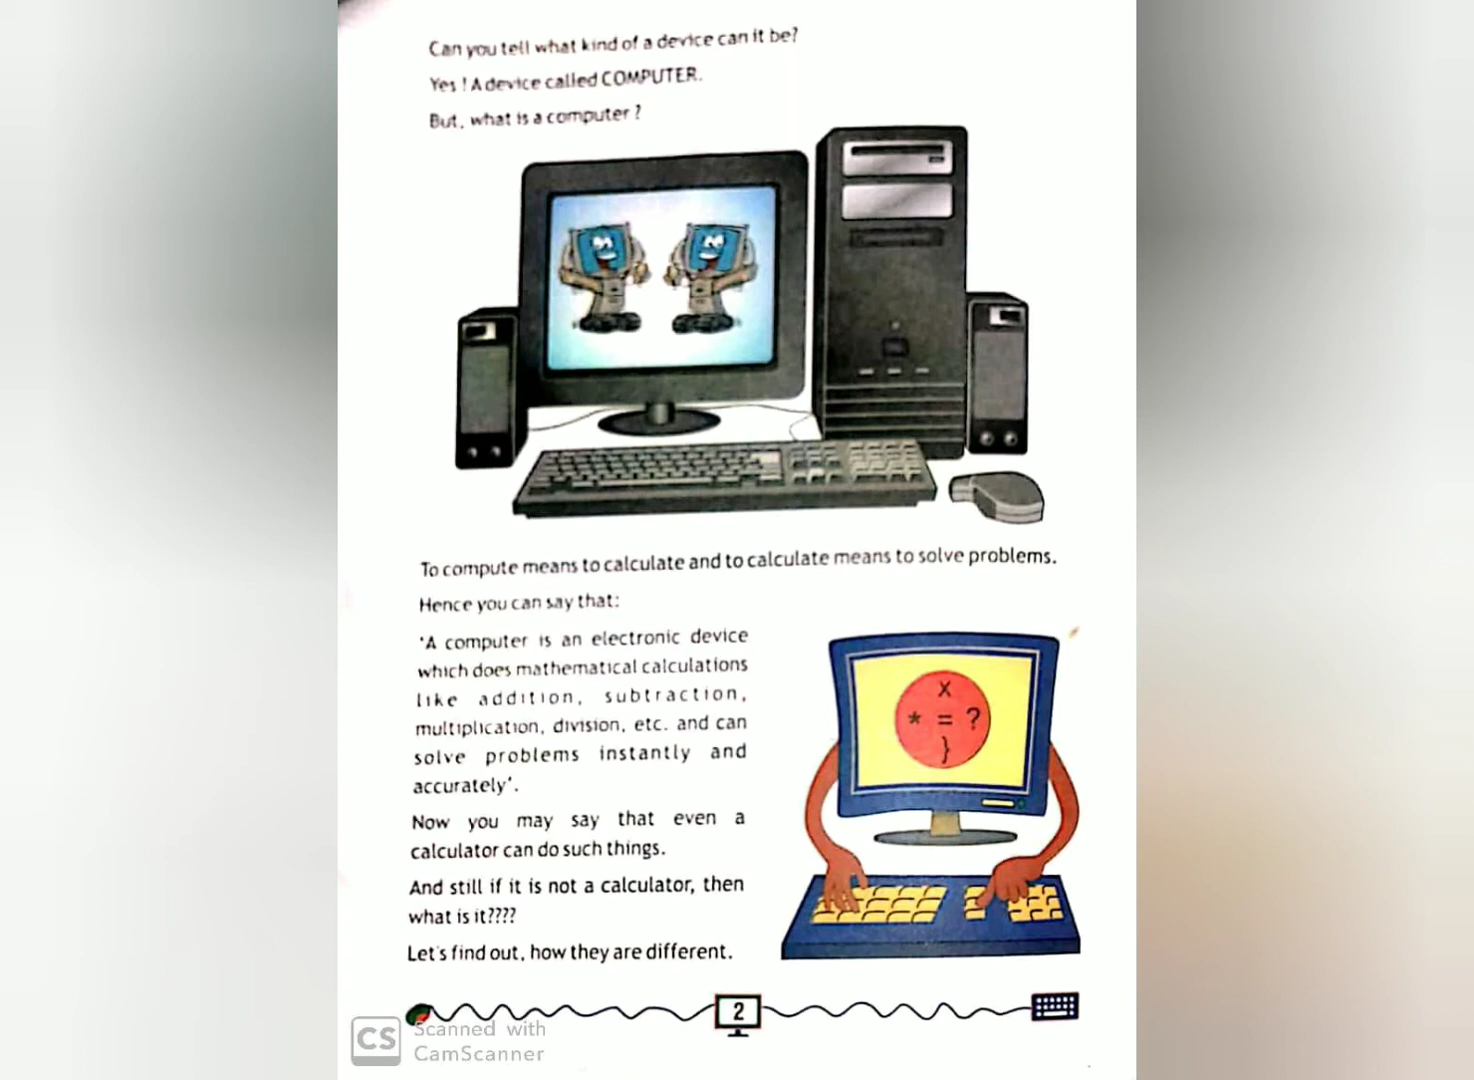 Can you tell what kind of a device can it be?
Yes ! A device called COMPUTER.
But, what is a computer ?
To compute means to calculate and to calculate means to solve problems.
Hence you can say that:
'A computer is an electronic device
which does mathematical calculations
like addition, subtraction,
multiplication, division, etc. and can
solve problems instantly and
accurately'.
X
* = ?
}
Now you may say that even a
calculator can do such things.
And still if it is not a calculator, then
what is it????
Let's find out, how they are different.
2
CS Scanned with
CamScanner